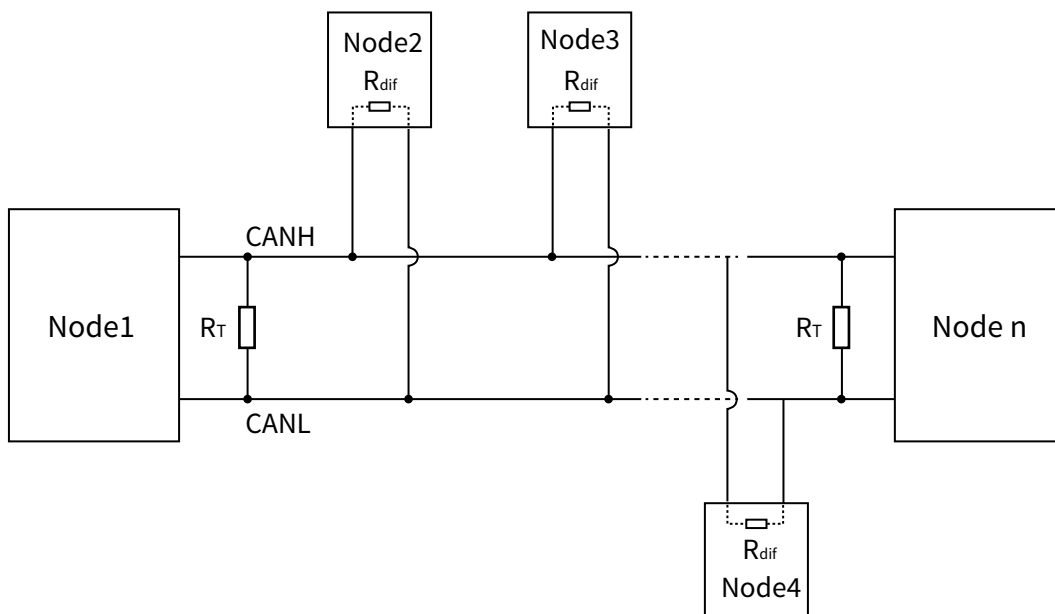 Node2
Rdif
Node3
Rdif
CANH
Node1
RT
RT
Node n
CANL
Rdif
Node4